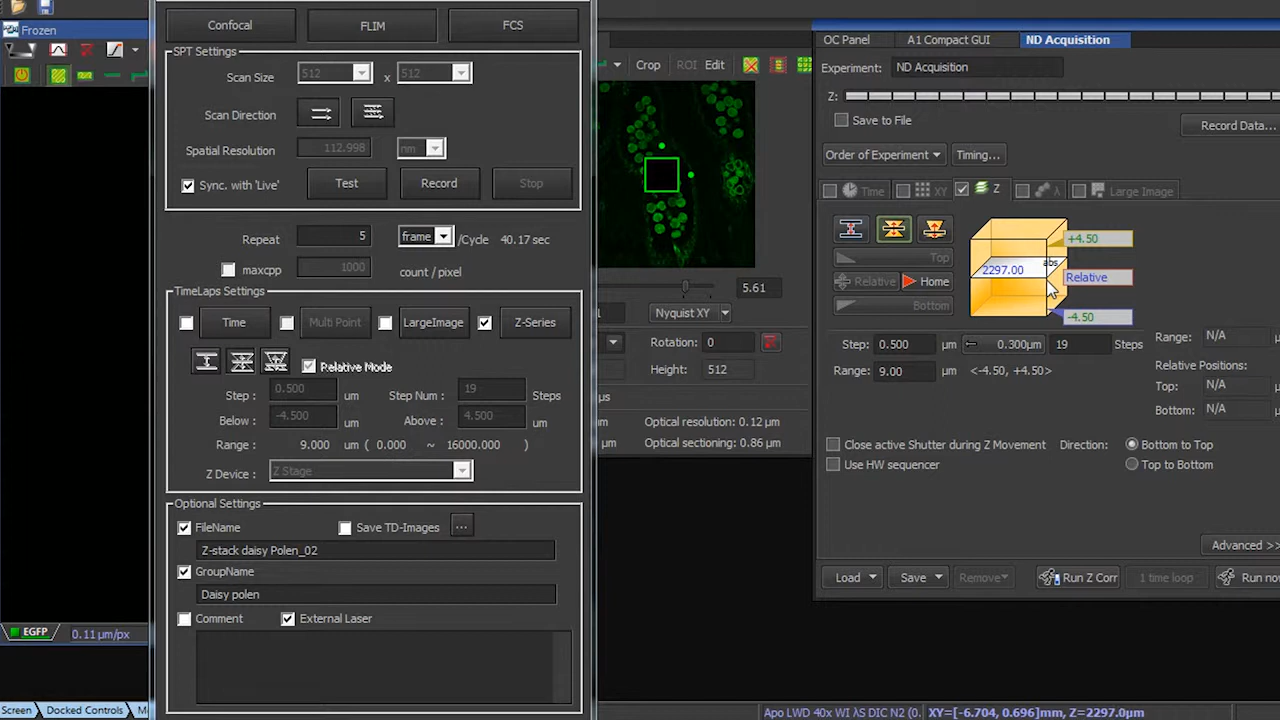 Frozen
EGFP
0.11 µm/px
Screen
Docked Controls
Confocal
FLIM
FCS
SPT Settings
Scan Size 512 x 512
Scan Direction
Spatial Resolution 112.998 nm
Sync. with 'Live' Test Record Stop
Repeat 5 frame /Cycle 40.17 sec
maxcpp 1000 count / pixel
TimeLaps Settings
Time Multi Point LargeImage Z-Series
Relative Mode
Step : 0.500 um Step Num : 19 Steps
Below : -4.500 um Above : 4.500 um
Range : 9.000 um ( 0.000 ~ 16000.000 )
Z Device : Z Stage
Optional Settings
FileName Save TD-Images ...
Z-stack daisy Polen_02
GroupName
Daisy polen
Comment External Laser
Crop ROI Edit
5.61
Nyquist XY
Rotation: 0
Height: 512
µs
Optical resolution: 0.12 µm
µm Optical sectioning: 0.86 µm
OC Panel A1 Compact GUI ND Acquisition
Experiment: ND Acquisition
Z:
Save to File
Record Data...
Order of Experiment Timing...
Time XY Z λ Large Image
Top
Relative Home
Bottom
+4.50
abs
2297.00
Relative
-4.50
Step: 0.500 µm 0.300µm 19 Steps
Range: 9.00 µm <-4.50, +4.50>
Range: N/A
Relative Positions:
Top: N/A
Bottom: N/A
Close active Shutter during Z Movement Direction: Bottom to Top
Use HW sequencer Top to Bottom
Advanced >>
Load Save Remove Run Z Corr 1 time loop Run now
Apo LWD 40x WI λS DIC N2 (0. XY=[-6.704, 0.696]mm, Z=2297.0µm